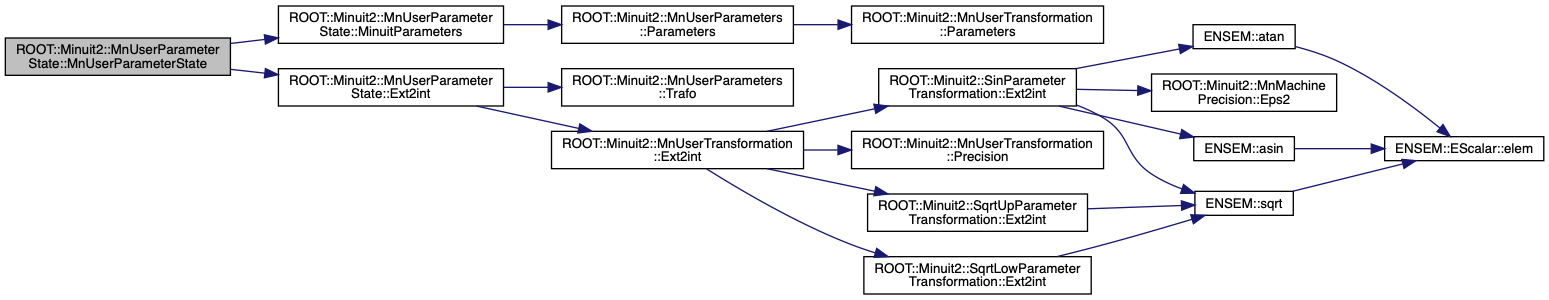 ROOT::Minuit2::MnUserParameter
State::MnUserParameterState
ROOT::Minuit2::MnUserParameter
State::MinuitParameters
ROOT::Minuit2::MnUserParameters
::Parameters
ROOT::Minuit2::MnUserTransformation
::Parameters
ROOT::Minuit2::MnUserParameter
State::Ext2int
ROOT::Minuit2::MnUserParameters
::Trafo
ROOT::Minuit2::MnUserTransformation
::Ext2int
ROOT::Minuit2::SinParameter
Transformation::Ext2int
ROOT::Minuit2::MnUserTransformation
::Precision
ROOT::Minuit2::SqrtUpParameter
Transformation::Ext2int
ROOT::Minuit2::SqrtLowParameter
Transformation::Ext2int
ENSEM::atan
ROOT::Minuit2::MnMachine
Precision::Eps2
ENSEM::asin
ENSEM::sqrt
ENSEM::EScalar::elem